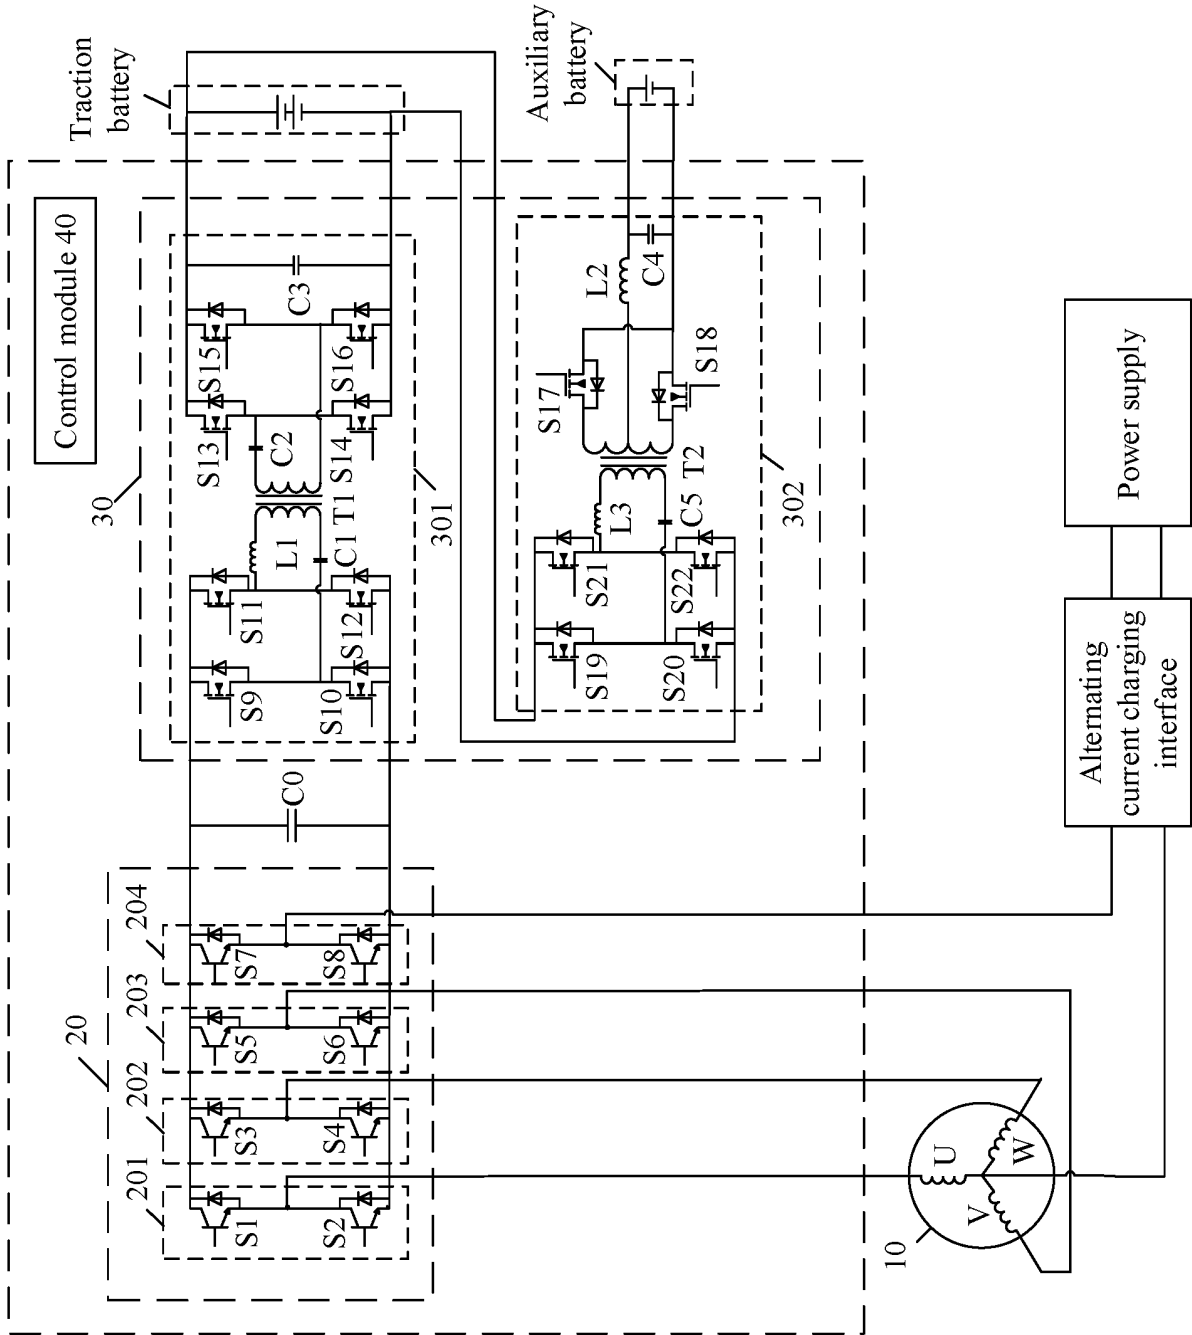 Traction
battery
Auxiliary
battery
Control module 40
30
301
302
S15
S16
C3
S13
S14
C2
T1
L1
C1
S11
S12
S9
S10
L2
C4
S17
S18
T2
L3
C5
S21
S22
S19
S20
C0
20
204
203
202
201
S7
S8
S5
S6
S3
S4
S1
S2
10
U
V
W
Power supply
Alternating
current charging
interface